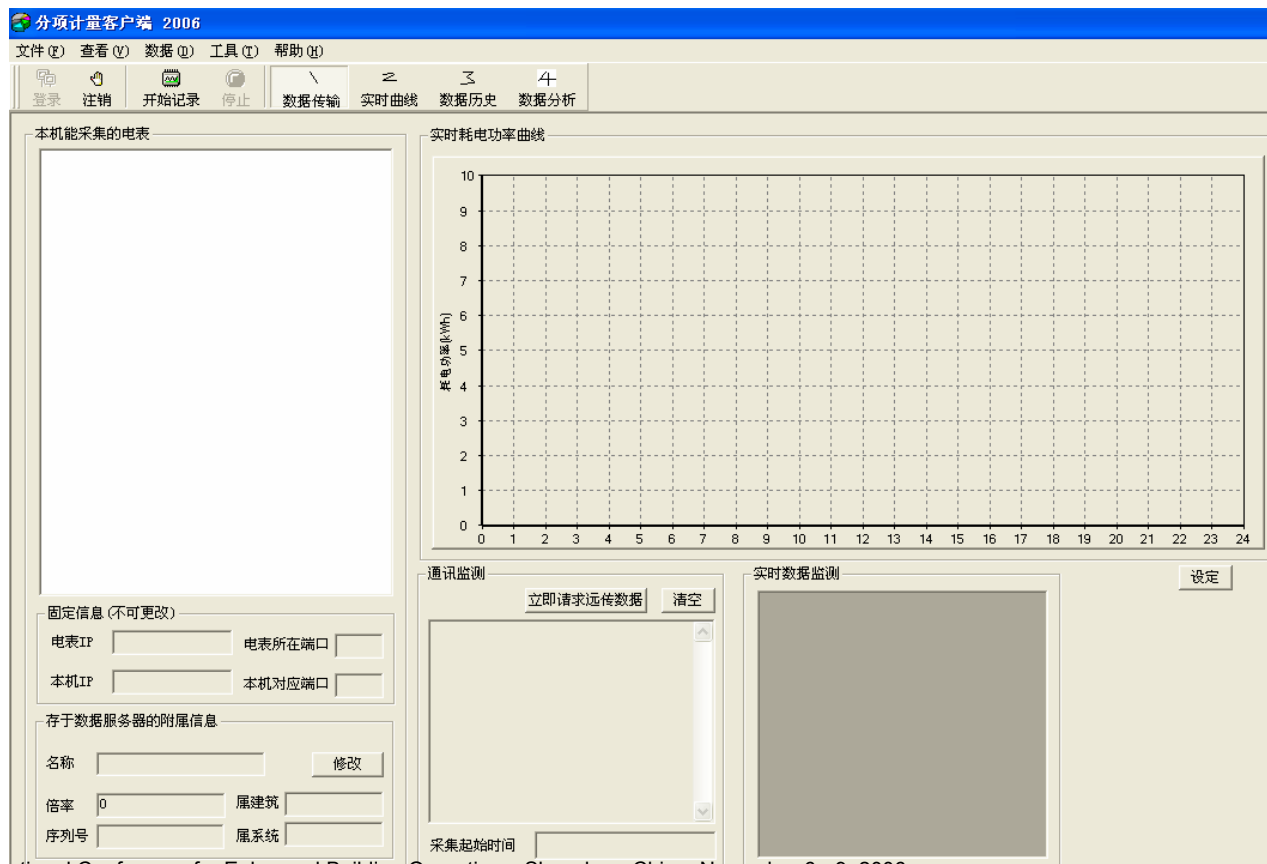 分项计量客户端 2006
文件(F) 查看(V) 数据(D) 工具(T) 帮助(H)
登录 注销 开始记录 停止 数据传输 实时曲线 数据历史 数据分析
本机能采集的电表
实时耗电功率曲线
耗电功率(kWh)
10
9
8
7
6
5
4
3
2
1
0
0 1 2 3 4 5 6 7 8 9 10 11 12 13 14 15 16 17 18 19 20 21 22 23 24
固定信息(不可更改)
电表IP 电表所在端口
本机IP 本机对应端口
存于数据服务器的附属信息
名称 修改
倍率 0 属建筑
序列号 属系统
通讯监测
立即请求远传数据 清空
采集起始时间
实时数据监测
设定